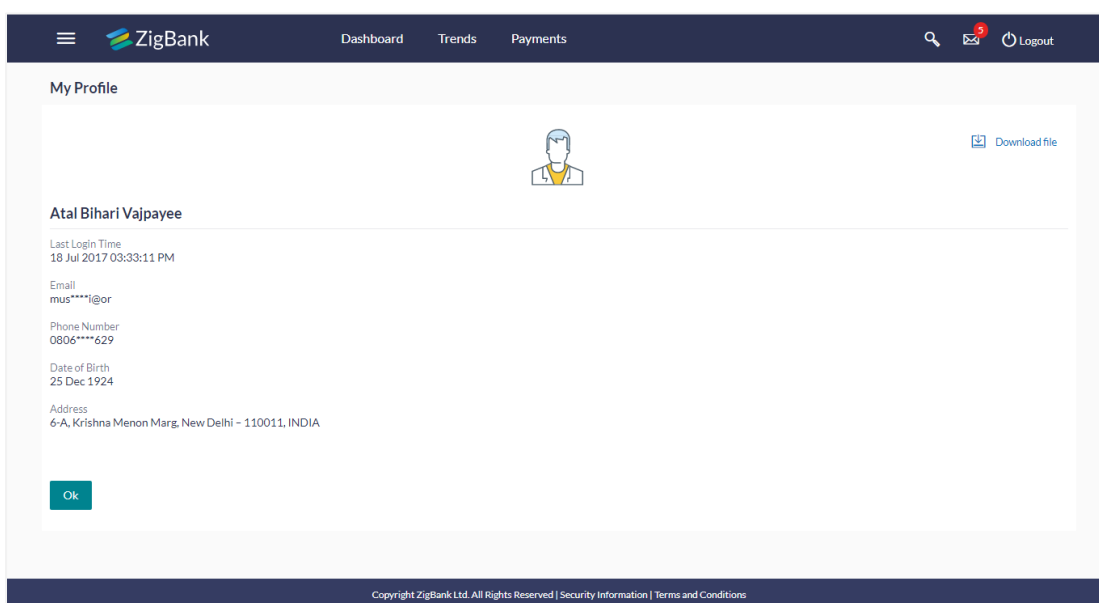 ZigBank Dashboard Trends Payments 5 Logout
My Profile
Download file
Atal Bihari Vajpayee
Last Login Time
18 Jul 2017 03:33:11 PM
Email
mus****i@or
Phone Number
0806****629
Date of Birth
25 Dec 1924
Address
6-A, Krishna Menon Marg, New Delhi – 110011, INDIA
Ok
Copyright ZigBank Ltd. All Rights Reserved | Security Information | Terms and Conditions